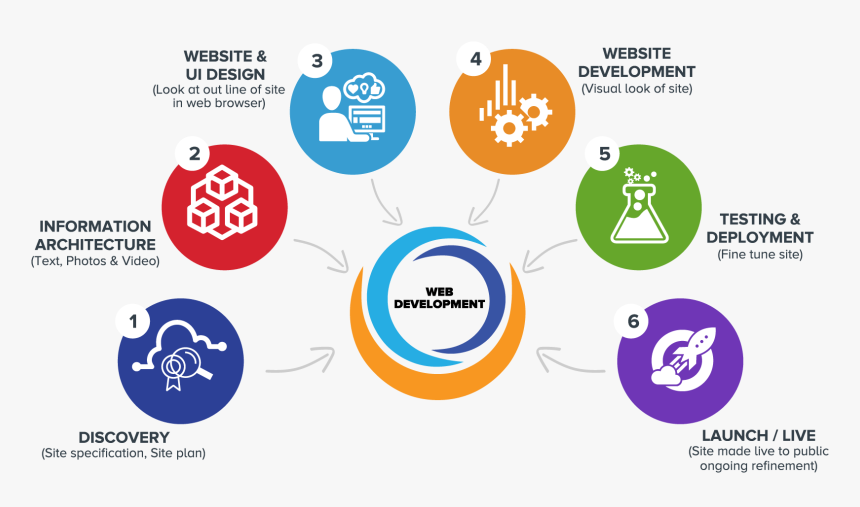 1
DISCOVERY
(Site specification, Site plan)
2
INFORMATION
ARCHITECTURE
(Text, Photos & Video)
3
WEBSITE &
UI DESIGN
(Look at out line of site
in web browser)
4
WEBSITE
DEVELOPMENT
(Visual look of site)
5
TESTING &
DEPLOYMENT
(Fine tune site)
6
LAUNCH / LIVE
(Site made live to public
ongoing refinement)
WEB
DEVELOPMENT